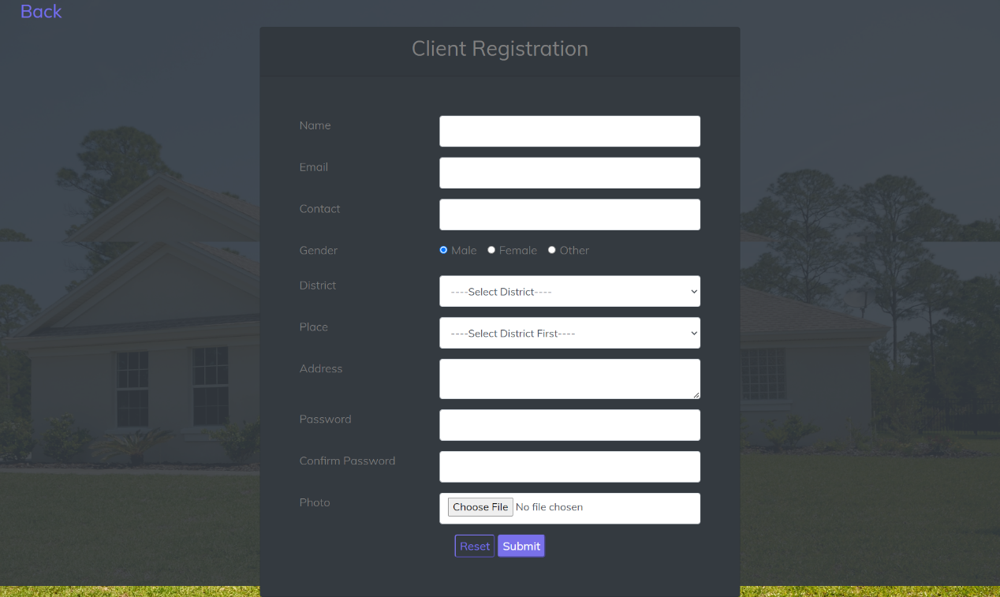 Back
Client Registration
Name
Email
Contact
Gender Male Female Other
District ----Select District----
Place ----Select District First----
Address
Password
Confirm Password
Photo Choose File No file chosen
Reset Submit